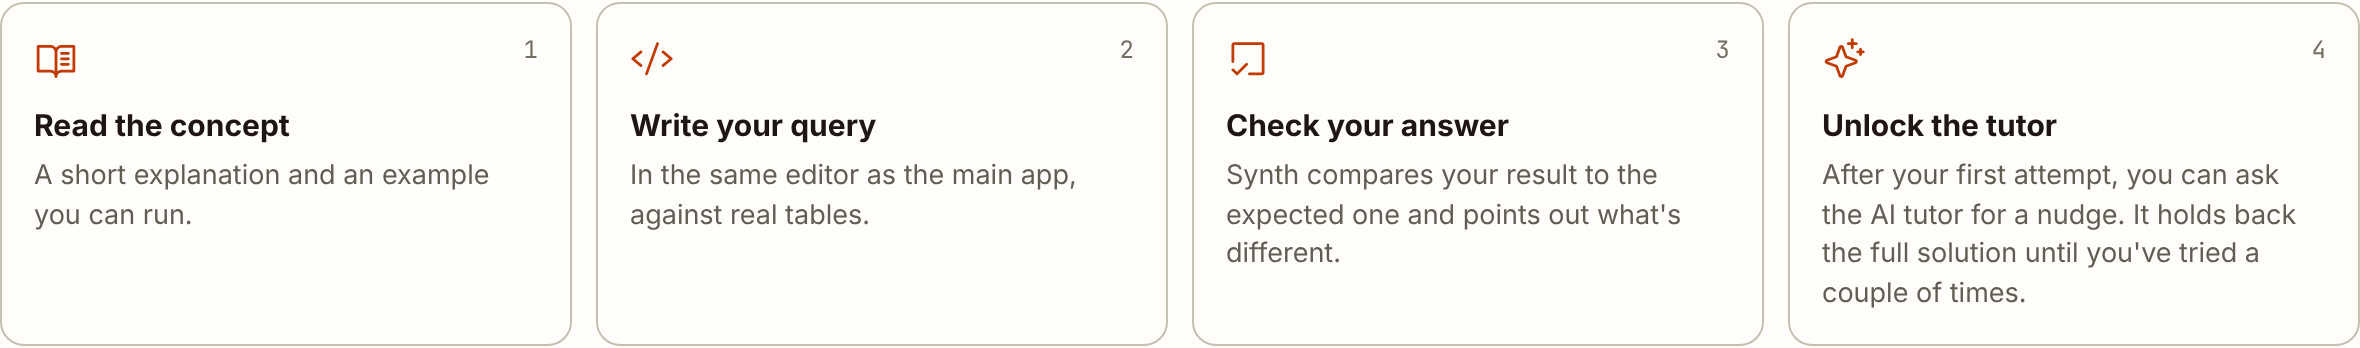 1
Read the concept
A short explanation and an example
you can run.
2
Write your query
In the same editor as the main app,
against real tables.
3
Check your answer
Synth compares your result to the
expected one and points out what's
different.
4
Unlock the tutor
After your first attempt, you can ask
the AI tutor for a nudge. It holds back
the full solution until you've tried a
couple of times.